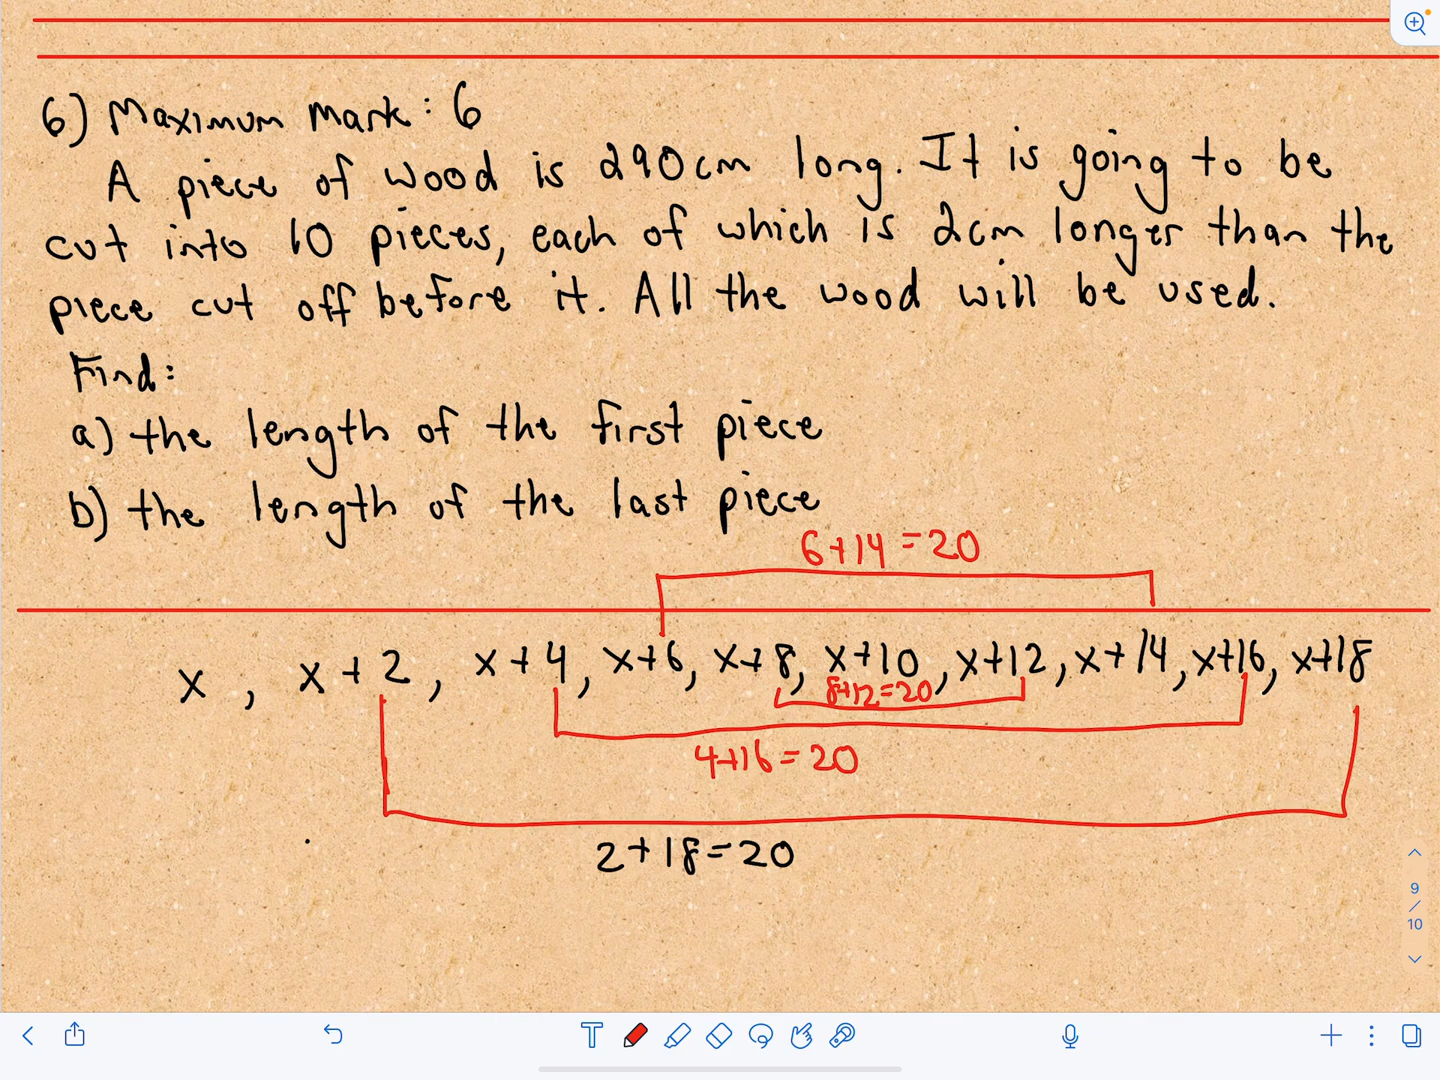 6) Maximum Mark: 6
A piece of wood is 290cm long. It is going to be
cut into 10 pieces, each of which is 2cm longer than the
piece cut off before it. All the wood will be used.
Find:
a) the length of the first piece
b) the length of the last piece
6+14=20
x, x+2, x+4, x+6, x+8, x+10, x+12, x+14, x+16, x+18
8+12=20
4+16=20
2+18=20
9
/
10
T